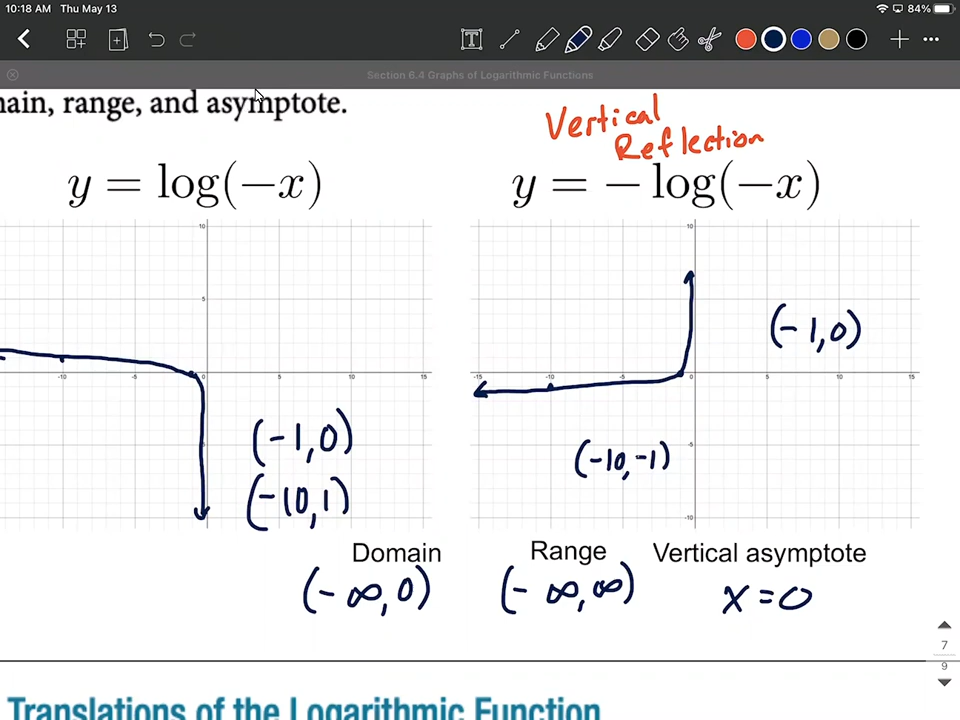 10:18 AM Thu May 13
84%
Section 6.4 Graphs of Logarithmic Functions
nain, range, and asymptote.
Vertical
Reflection
y = log(−x)
y = − log(−x)
10
5
-10 -5 0 5 10 15
(-1,0)
(-10,1)
10
-15 -10 -5 0 5 10 15
-5
-10
(-1,0)
(-10,-1)
Domain Range Vertical asymptote
(-∞,0) (-∞,∞) x=0
7
9
Translations of the Logarithmic Function